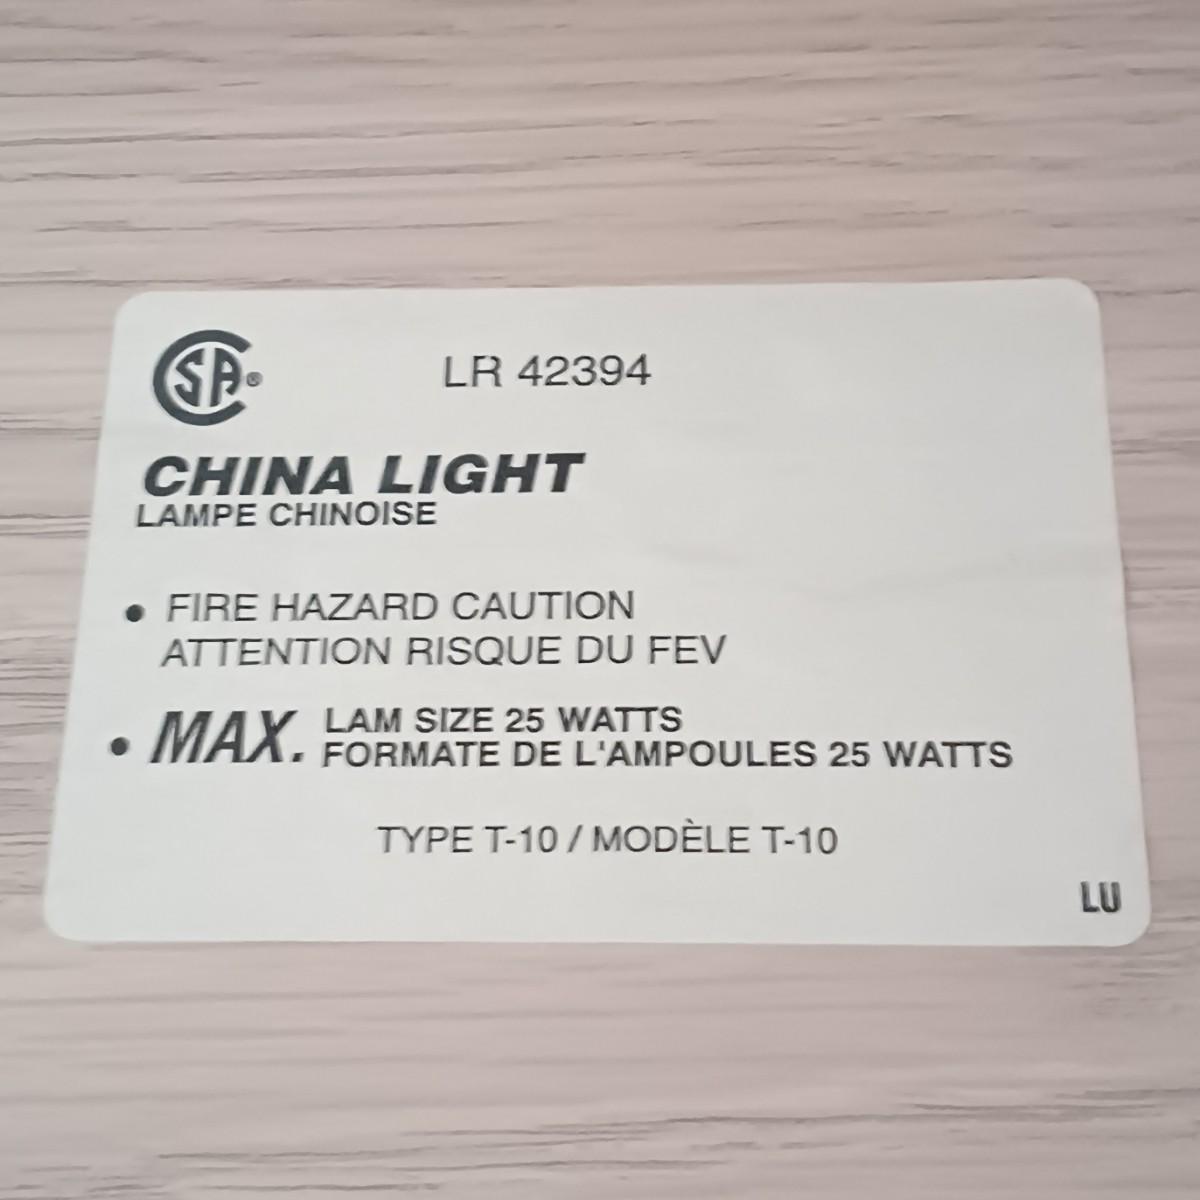 CSA®
LR 42394
CHINA LIGHT
LAMPE CHINOISE
• FIRE HAZARD CAUTION
ATTENTION RISQUE DU FEV
• MAX. LAM SIZE 25 WATTS
FORMATE DE L'AMPOULES 25 WATTS
TYPE T-10 / MODÈLE T-10
LU